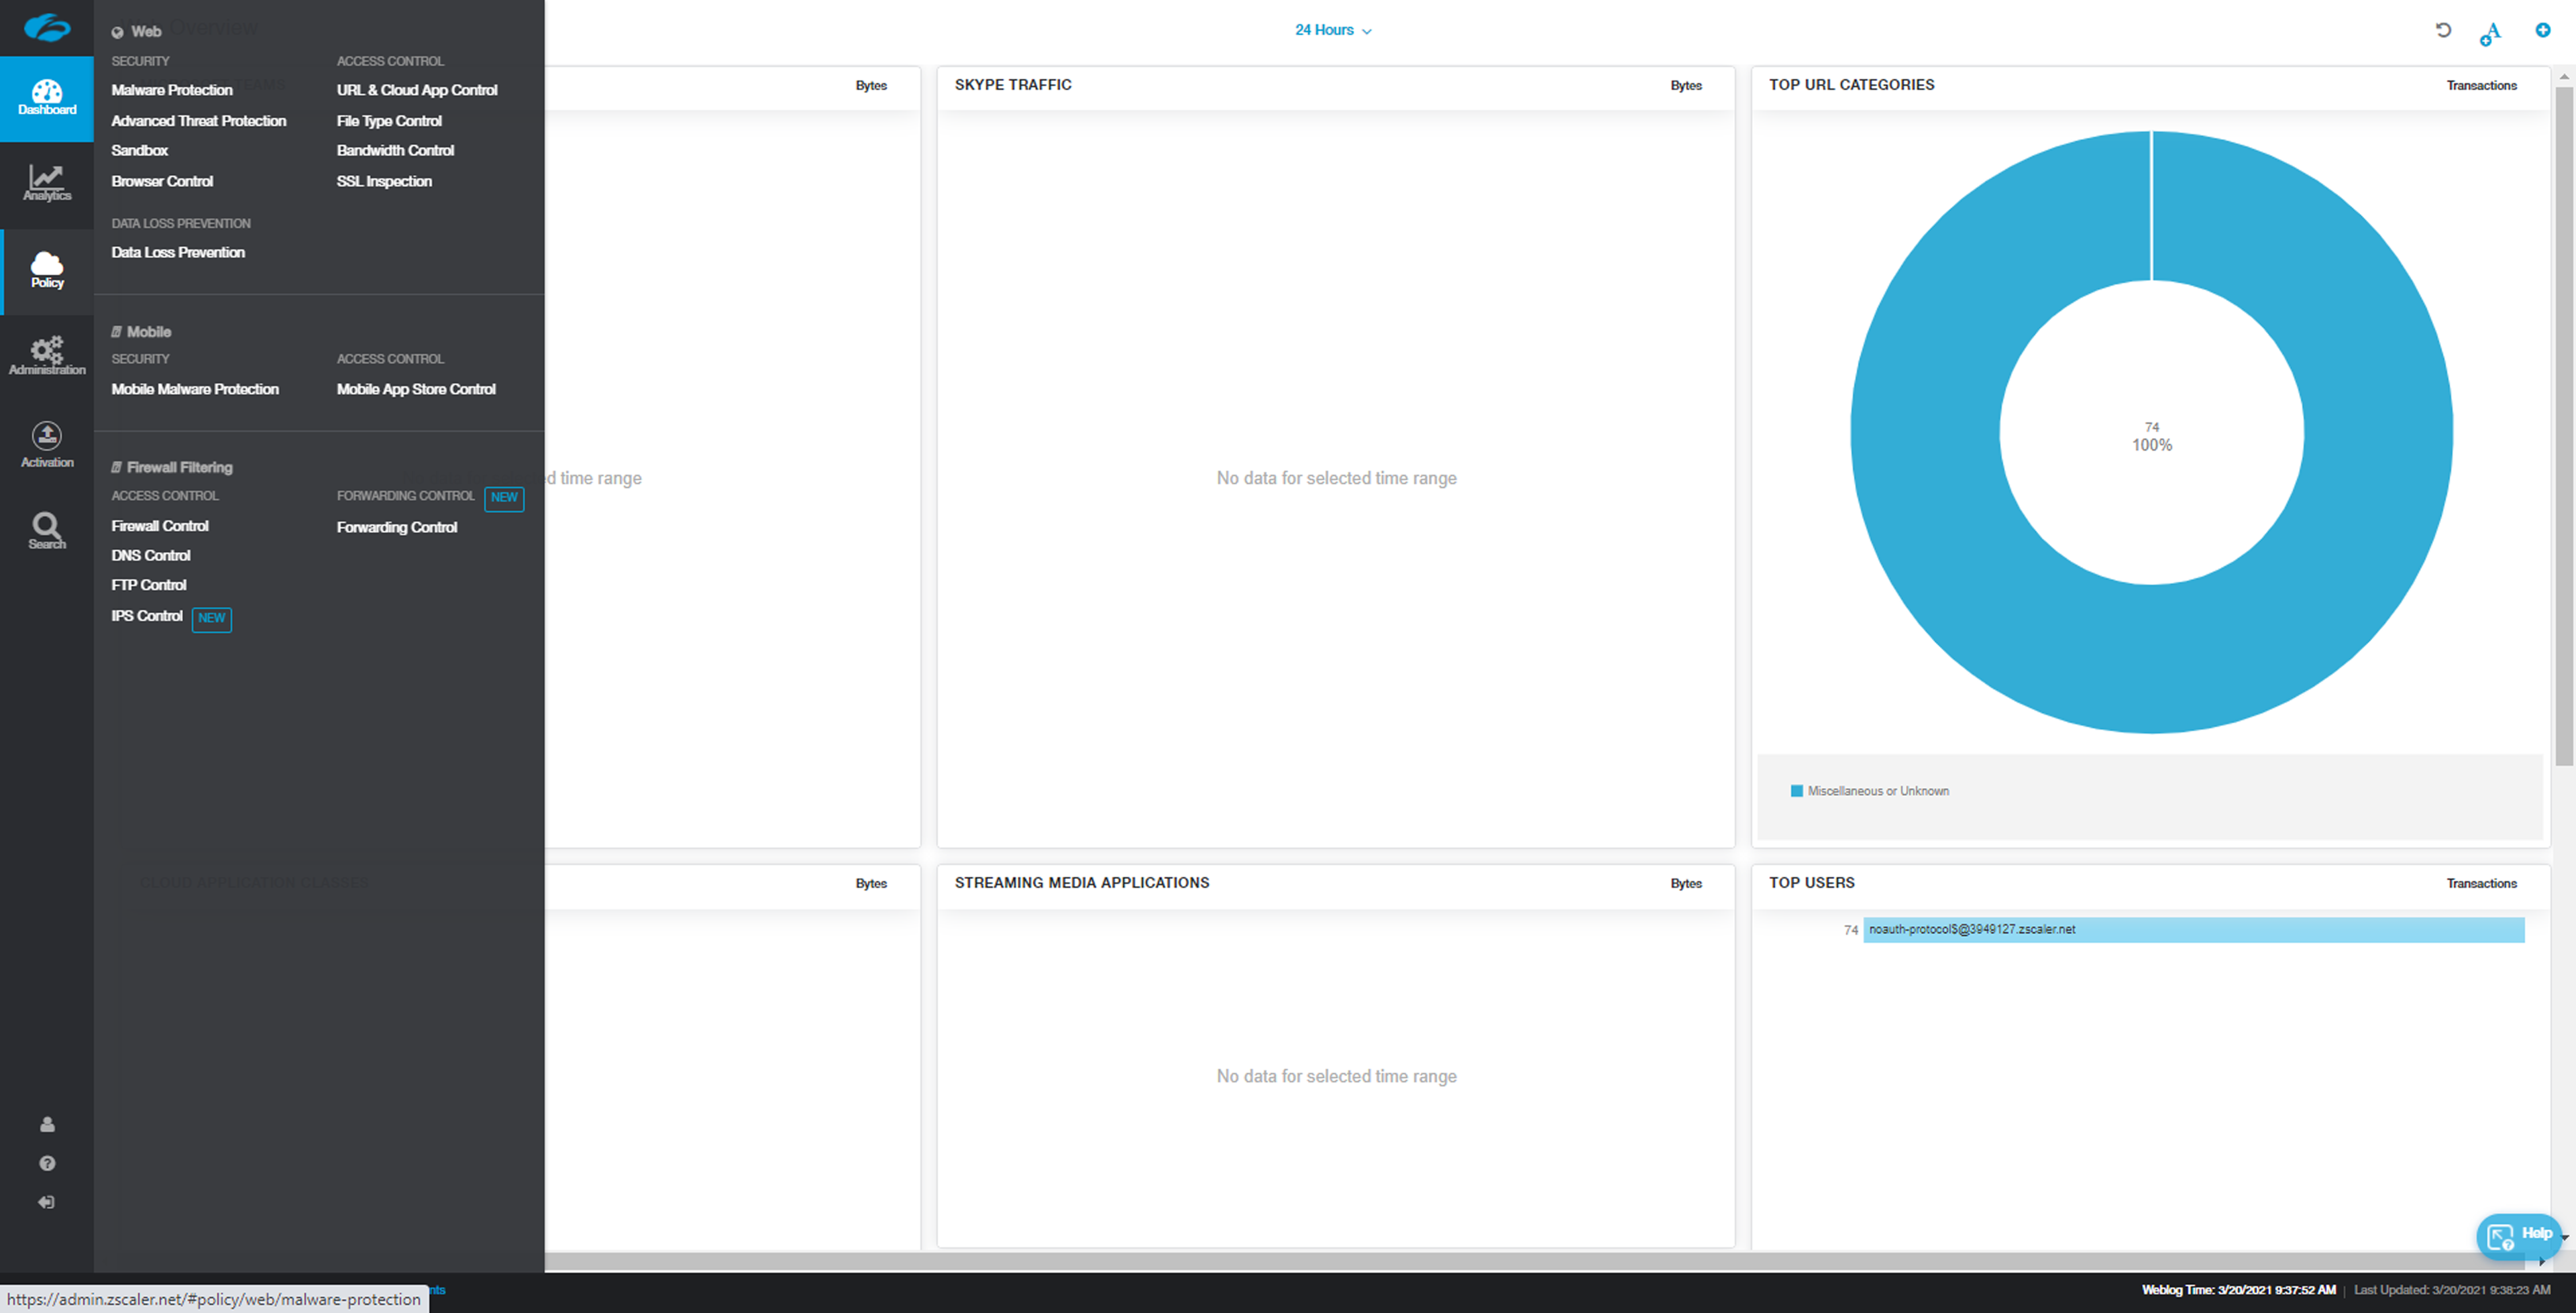 Dashboard
Analytics
Policy
Administration
Activation
Search
Web
Overview
SECURITY
Malware Protection
Advanced Threat Protection
Sandbox
Browser Control
ACCESS CONTROL
URL & Cloud App Control
File Type Control
Bandwidth Control
SSL Inspection
DATA LOSS PREVENTION
Data Loss Prevention
Mobile
SECURITY
Mobile Malware Protection
ACCESS CONTROL
Mobile App Store Control
Firewall Filtering
ACCESS CONTROL
Firewall Control
DNS Control
FTP Control
IPS Control NEW
FORWARDING CONTROL NEW
Forwarding Control
24 Hours
TEAMS
Bytes
d time range
SKYPE TRAFFIC Bytes
No data for selected time range
TOP URL CATEGORIES Transactions
74
100%
Miscellaneous or Unknown
CLOUD APPLICATION CLASSES Bytes
STREAMING MEDIA APPLICATIONS Bytes
No data for selected time range
TOP USERS Transactions
74 noauth-protocol$@3949127.zscaler.net
Help
https://admin.zscaler.net/#policy/web/malware-protection
nts
Weblog Time: 3/20/2021 9:37:52 AM | Last Updated: 3/20/2021 9:38:23 AM